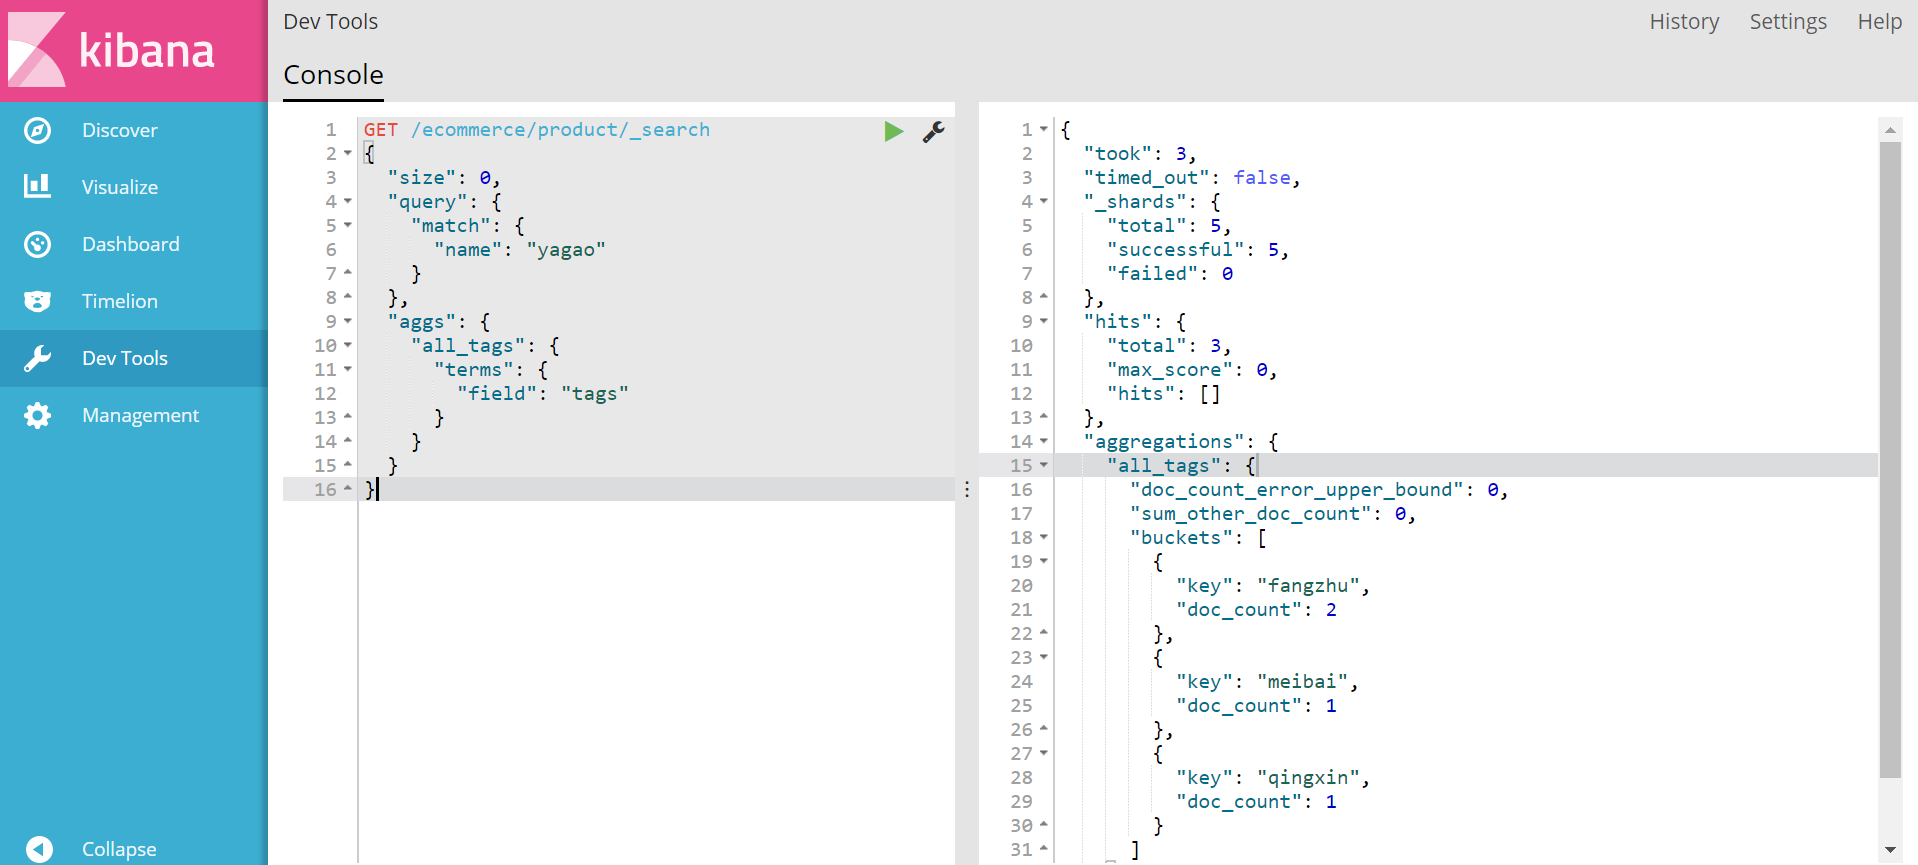 kibana
Discover
Visualize
Dashboard
Timelion
Dev Tools
Management
Collapse
Dev Tools
History Settings Help
Console
1 GET /ecommerce/product/_search
2 {
3 "size": 0,
4 "query": {
5 "match": {
6 "name": "yagao"
7 }
8 },
9 "aggs": {
10 "all_tags": {
11 "terms": {
12 "field": "tags"
13 }
14 }
15 }
16 }
1 {
2 "took": 3,
3 "timed_out": false,
4 "_shards": {
5 "total": 5,
6 "successful": 5,
7 "failed": 0
8 },
9 "hits": {
10 "total": 3,
11 "max_score": 0,
12 "hits": []
13 },
14 "aggregations": {
15 "all_tags": {
16 "doc_count_error_upper_bound": 0,
17 "sum_other_doc_count": 0,
18 "buckets": [
19 {
20 "key": "fangzhu",
21 "doc_count": 2
22 },
23 {
24 "key": "meibai",
25 "doc_count": 1
26 },
27 {
28 "key": "qingxin",
29 "doc_count": 1
30 }
31 ]